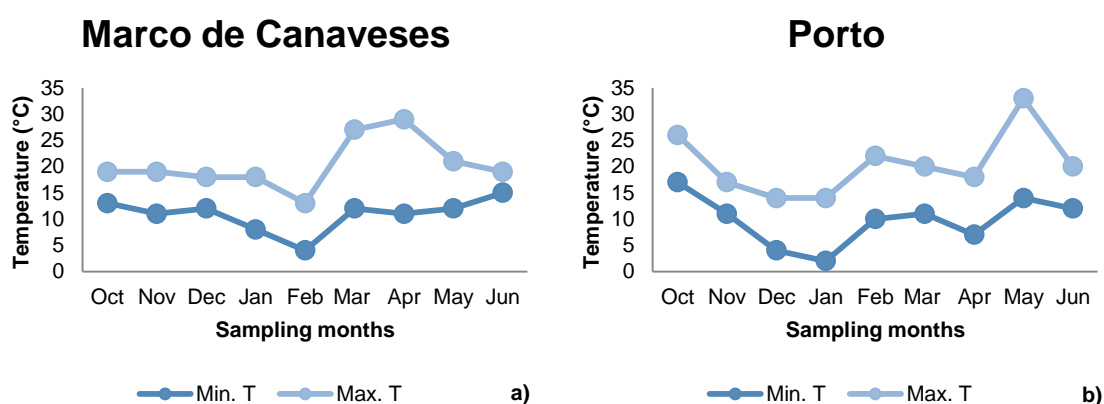 Marco de Canaveses
Temperature (°C)
35
30
25
20
15
10
5
0
Oct Nov Dec Jan Feb Mar Apr May Jun
Sampling months
Min. T Max. T a)
Porto
Temperature (°C)
35
30
25
20
15
10
5
0
Oct Nov Dec Jan Feb Mar Apr May Jun
Sampling months
Min. T Max. T b)